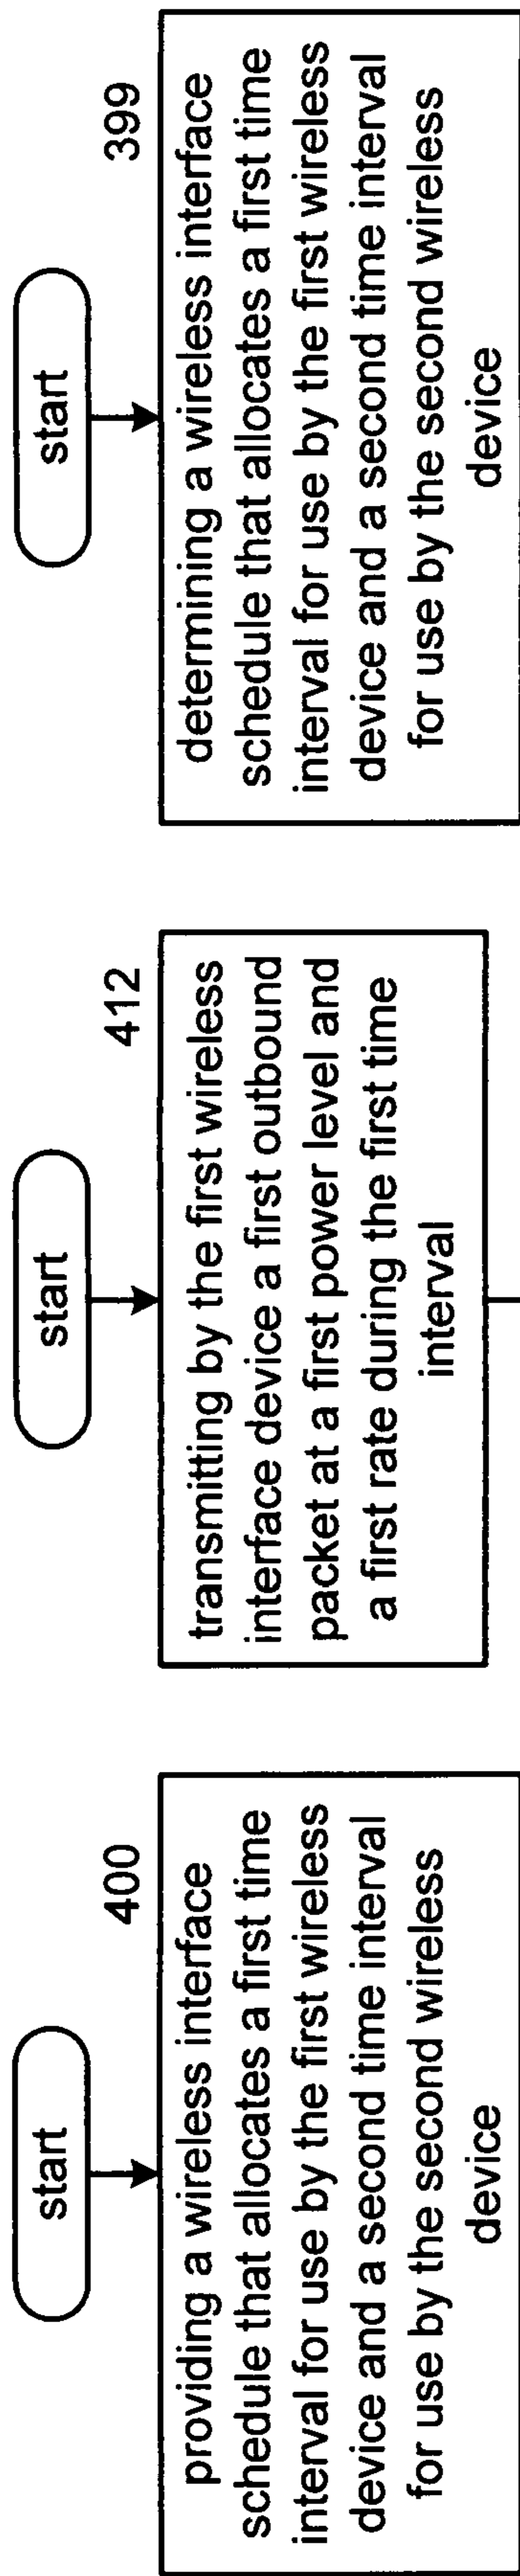 start
400
providing a wireless interface
schedule that allocates a first time
interval for use by the first wireless
device and a second time interval
for use by the second wireless
device
start
412
transmitting by the first wireless
interface device a first outbound
packet at a first power level and
a first rate during the first time
interval
start
399
determining a wireless interface
schedule that allocates a first time
interval for use by the first wireless
device and a second time interval
for use by the second wireless
device